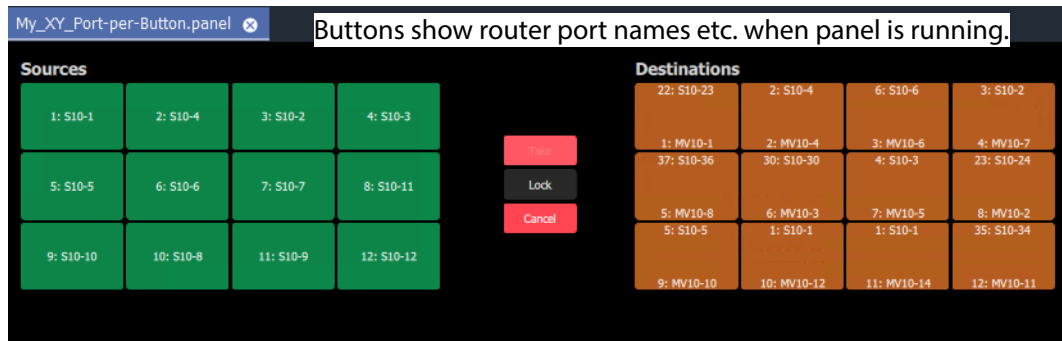 My_XY_Port-per-Button.panel
Buttons show router port names etc. when panel is running.
Sources
Destinations
1: S10-1
2: S10-4
3: S10-2
4: S10-3
5: S10-5
6: S10-6
7: S10-7
8: S10-11
9: S10-10
10: S10-8
11: S10-9
12: S10-12
Take
Lock
Cancel
22: S10-23
1: MV10-1
2: S10-4
2: MV10-4
6: S10-6
3: MV10-6
3: S10-2
4: MV10-7
37: S10-36
5: MV10-8
30: S10-30
6: MV10-3
4: S10-3
7: MV10-5
23: S10-24
8: MV10-2
5: S10-5
9: MV10-10
1: S10-1
10: MV10-12
1: S10-1
11: MV10-14
35: S10-34
12: MV10-11